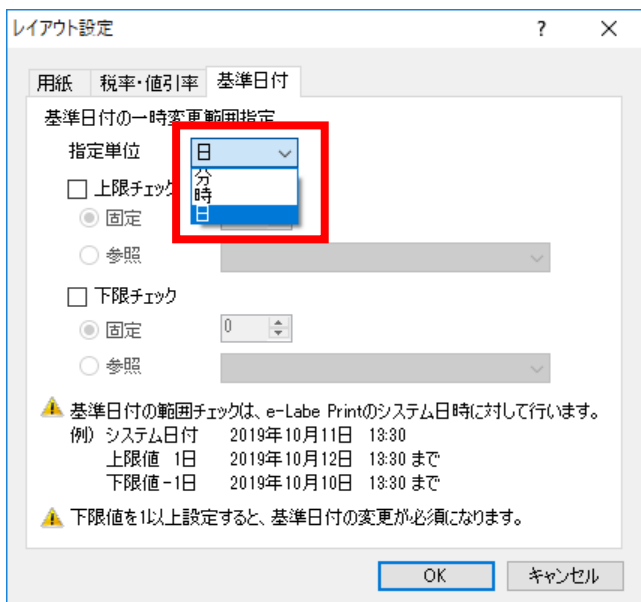 レイアウト設定 ?
用紙 税率・値引率 基準日付
基準日付の一時変更範囲指定
指定単位 日
分
時
日
上限チェック
固定
参照
下限チェック
固定 0
参照
基準日付の範囲チェックは、e-Labe Printのシステム日時に対して行います。
例) システム日付 2019年10月11日 13:30
上限値 1日 2019年10月12日 13:30 まで
下限値-1日 2019年10月10日 13:30 まで
下限値を1以上設定すると、基準日付の変更が必須になります。
OK キャンセル